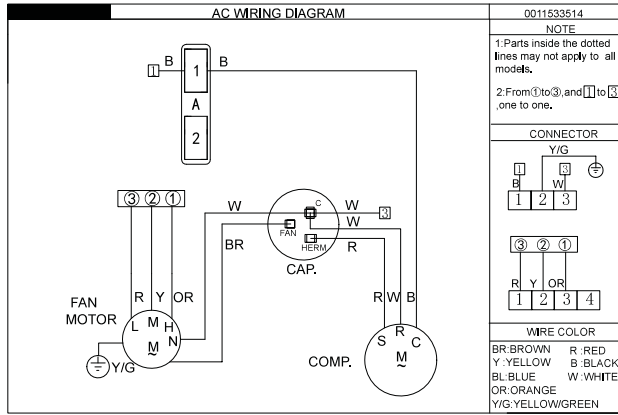 AC WIRING DIAGRAM
0011533514
NOTE
1:Parts inside the dotted
lines may not apply to all
models.
2:From①to③,and 1 to 3
,one to one.
CONNECTOR
Y/G
1 3
B W
1 2 3
③ ② ①
R Y OR
1 2 3 4
WIRE COLOR
BR:BROWN R :RED
Y :YELLOW B :BLACK
BL:BLUE W :WHITE
OR:ORANGE
Y/G:YELLOW/GREEN
1 B 1 B
A
2
③ ② ①
W C W 3
FAN W
BR HERM R
CAP.
R Y OR
R W B
FAN
MOTOR
L M H
N
M
~
Y/G
COMP.
S R C
M
~